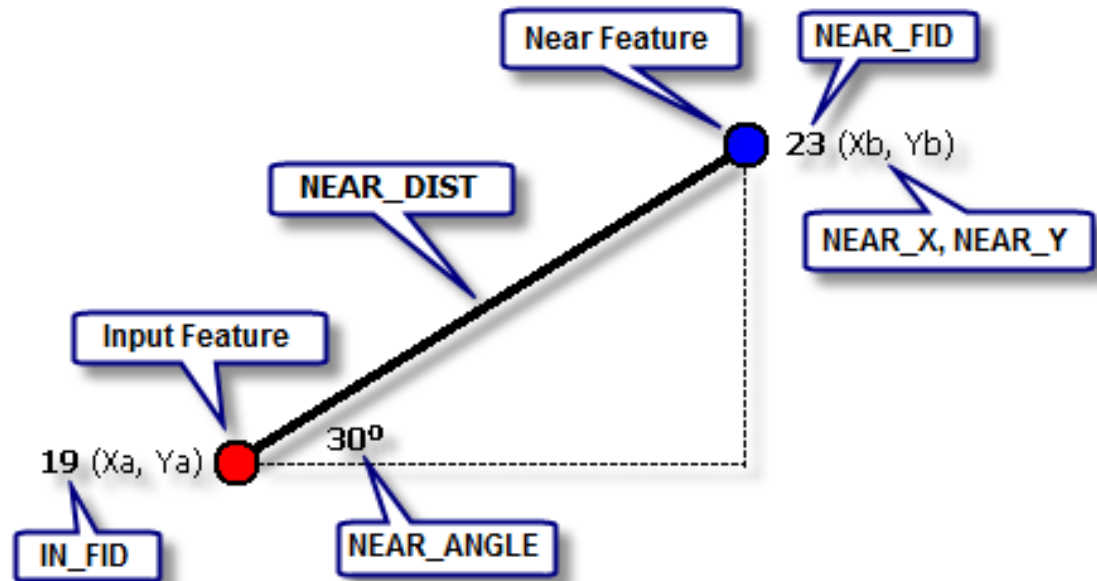 Near Feature
NEAR_FID
23 (Xb, Yb)
NEAR_DIST
NEAR_X, NEAR_Y
Input Feature
30º
19 (Xa, Ya)
IN_FID
NEAR_ANGLE